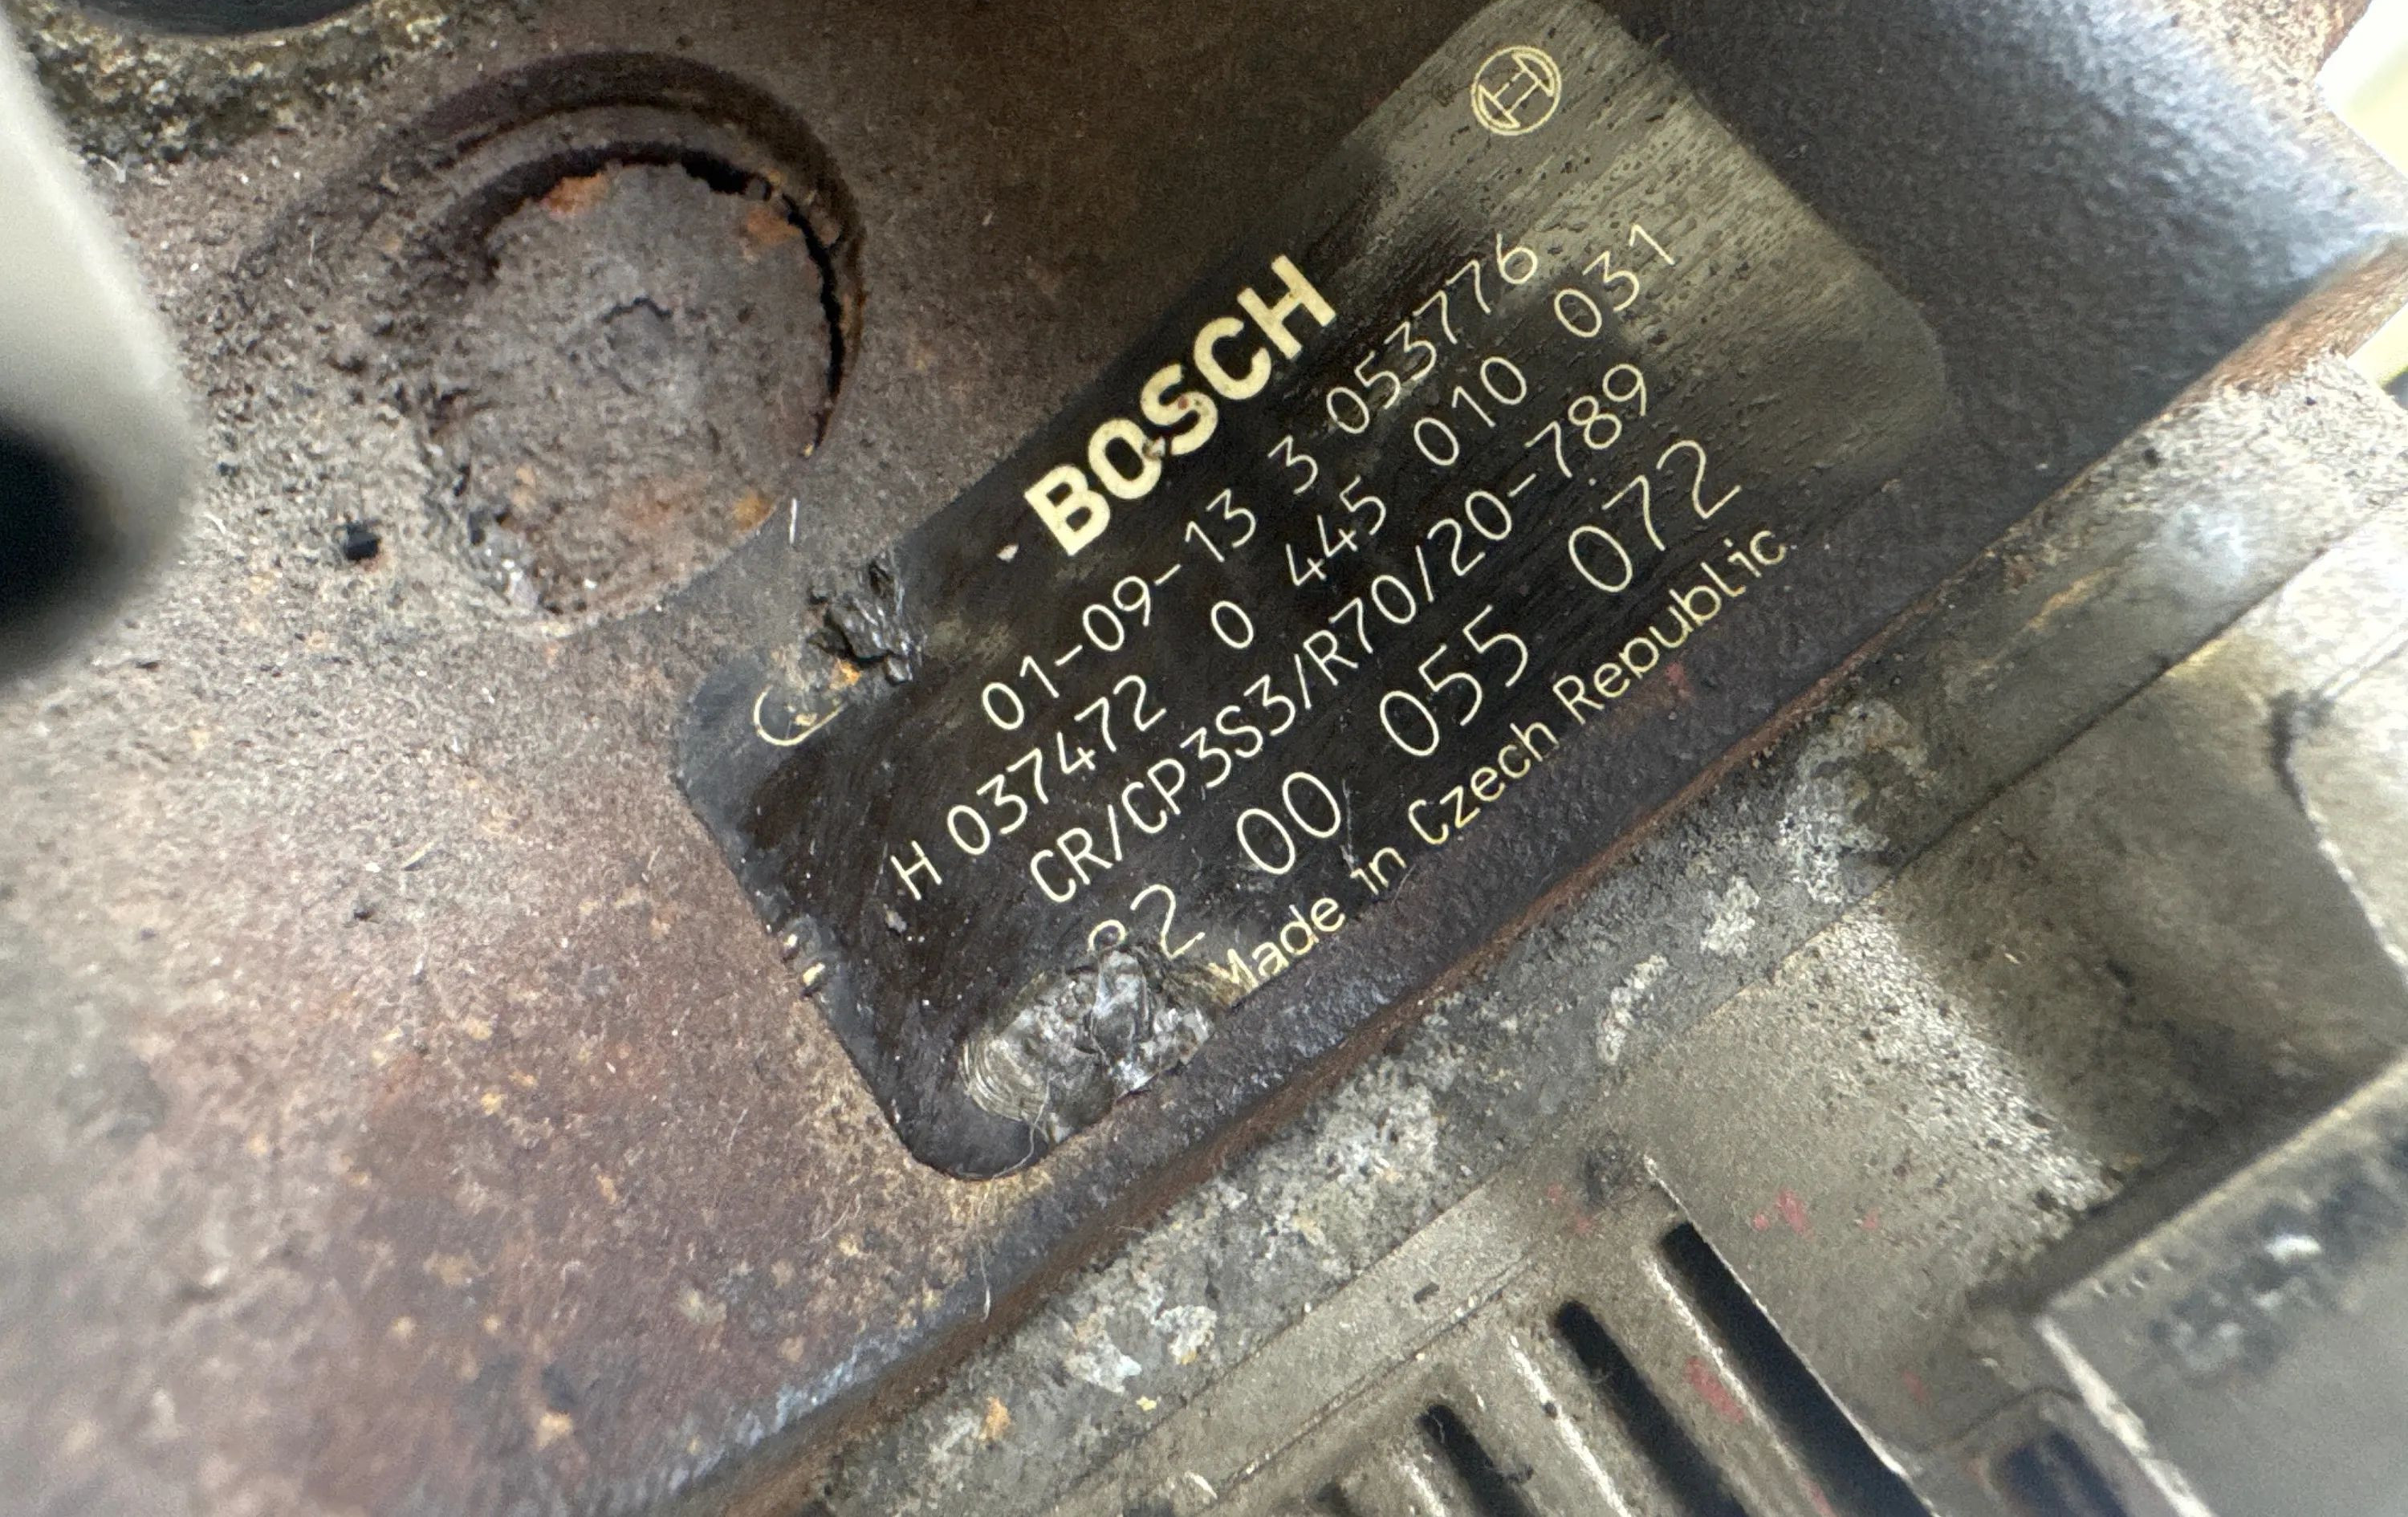 BOSCH
01-09-13 3 053776
H 037472 0 445 010 031
CR/CP3S3/R70/20-789
82 00 055 072
Made in Czech Republic